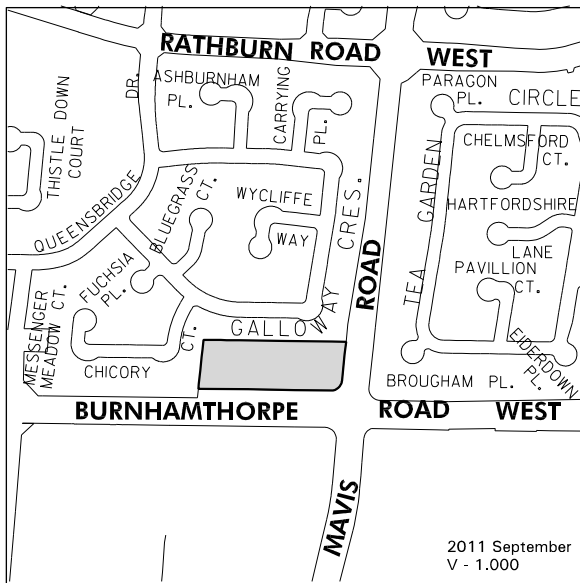 RATHBURN ROAD WEST
DR.
ASHBURNHAM
PL.
CARRYING
PL.
PARAGON
PL.
CIRCLE
THISTLE DOWN
COURT
CHELMSFORD
CT.
QUEENSBRIDGE
BLUEGRASS
CT.
WYCLIFFE
WAY
GALLOWAY CRES.
TEA GARDEN
HARTFORDSHIRE
LANE
PAVILLION
CT.
FUCHSIA
PL.
MESSENGER
MEADOW CT.
CHICORY
CT.
EIDERDOWN
PL.
BROUGHAM PL.
BURNHAMTHORPE ROAD WEST
MAVIS ROAD
2011 September
V - 1.000